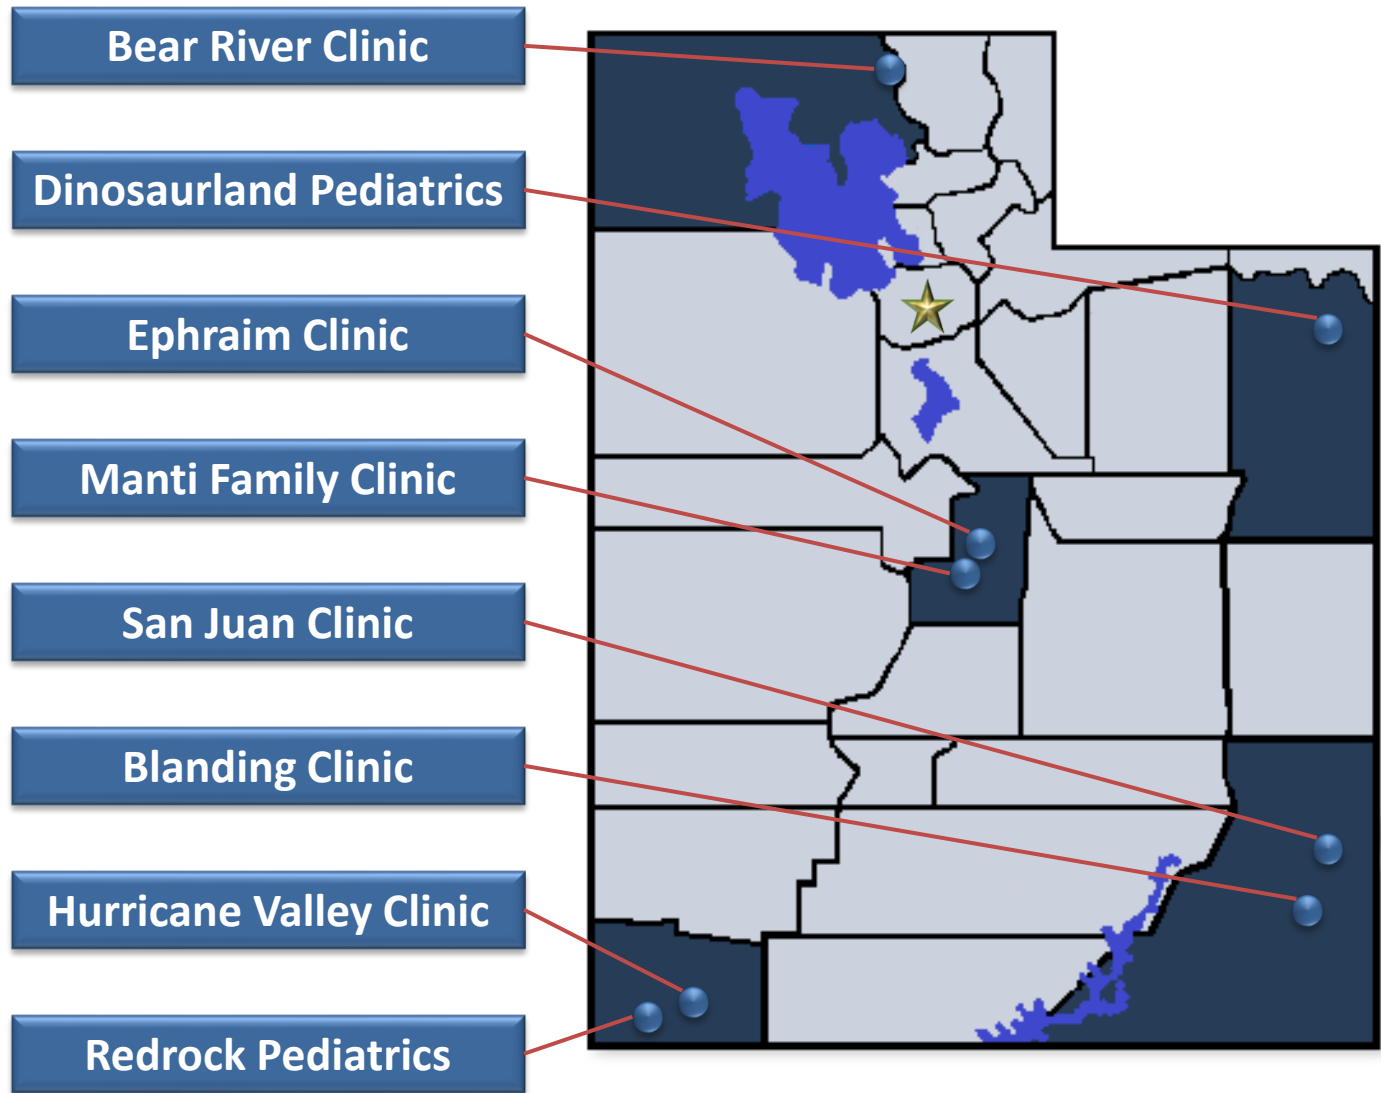 Bear River Clinic
Dinosaurland Pediatrics
Ephraim Clinic
Manti Family Clinic
San Juan Clinic
Blanding Clinic
Hurricane Valley Clinic
Redrock Pediatrics